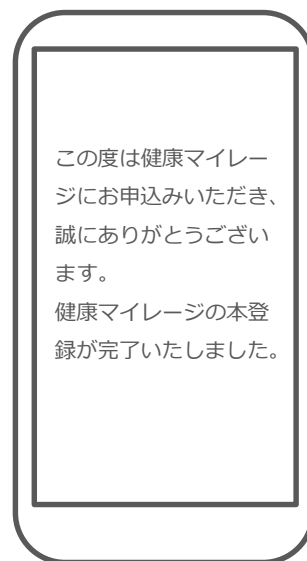 この度は健康マイレー
ジにお申込みいただき、
誠にありがとうござい
ます。
健康マイレージの本登
録が完了いたしました。